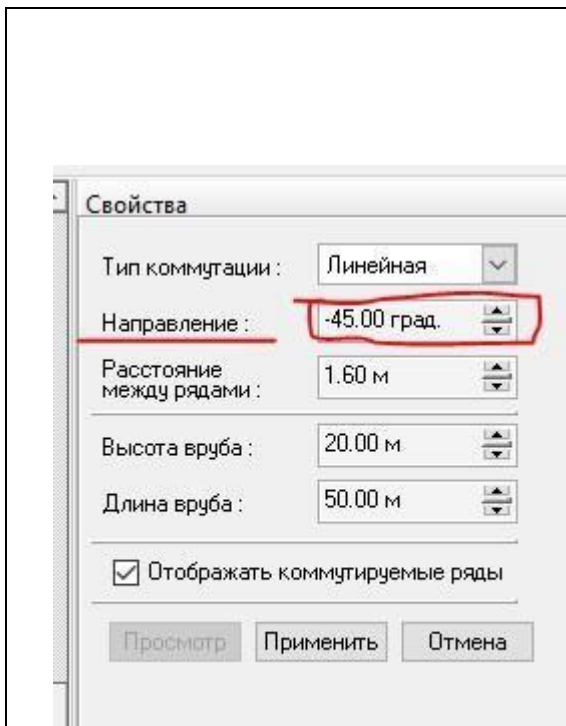 Свойства
Тип коммутации : Линейная
Направление : -45.00 град.
Расстояние
между рядами : 1.60 м
Высота вруба : 20.00 м
Длина вруба : 50.00 м
Отображать коммутируемые ряды
Просмотр Применить Отмена